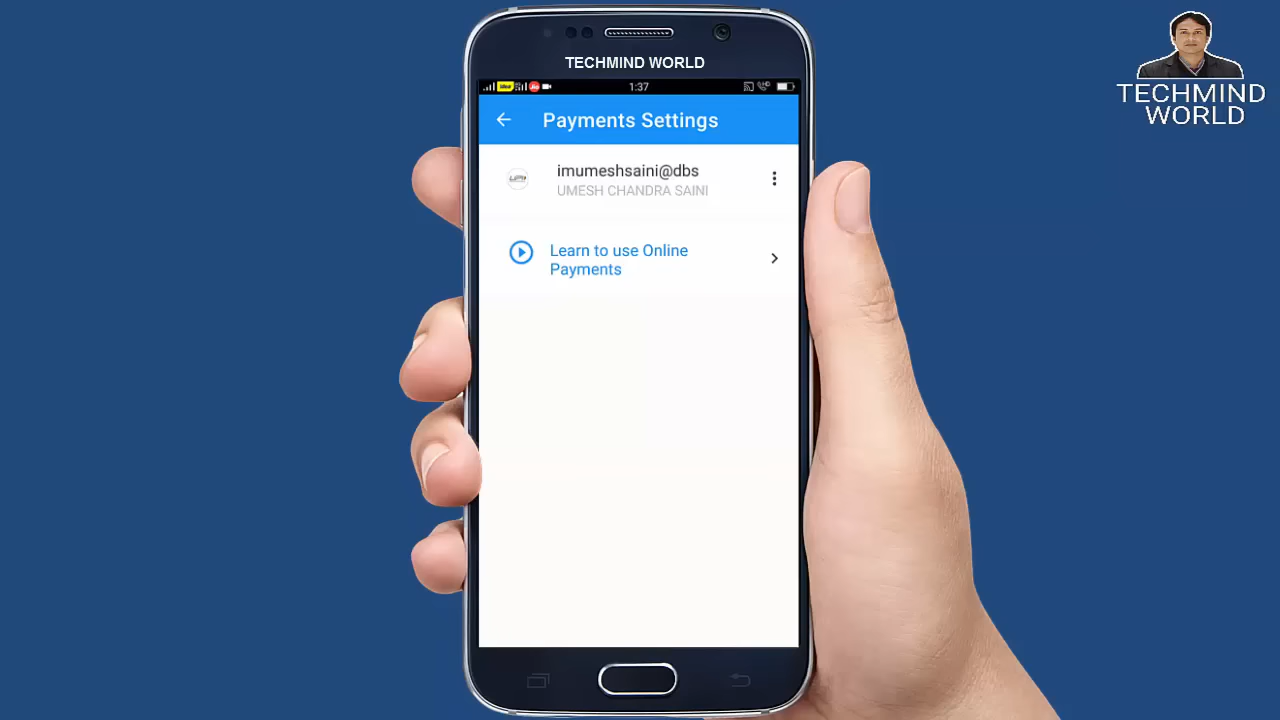 TECHMIND WORLD
1:37
Payments Settings
imumeshsaini@dbs
UMESH CHANDRA SAINI
Learn to use Online
Payments
TECHMIND
WORLD